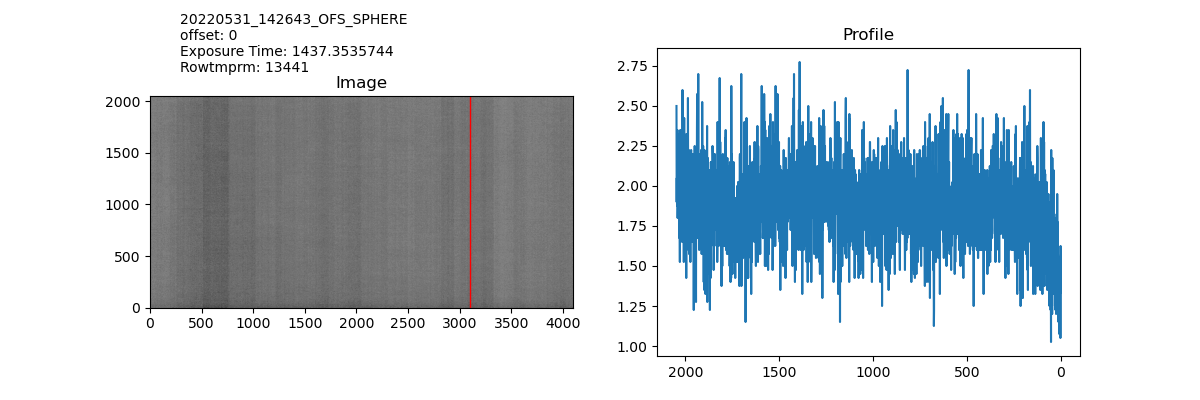 20220531_142643_OFS_SPHERE
offset: 0
Exposure Time: 1437.3535744
Rowtmprm: 13441
Image
2000
1500
1000
500
0
0 500 1000 1500 2000 2500 3000 3500 4000
Profile
2.75
2.50
2.25
2.00
1.75
1.50
1.25
1.00
2000 1500 1000 500 0